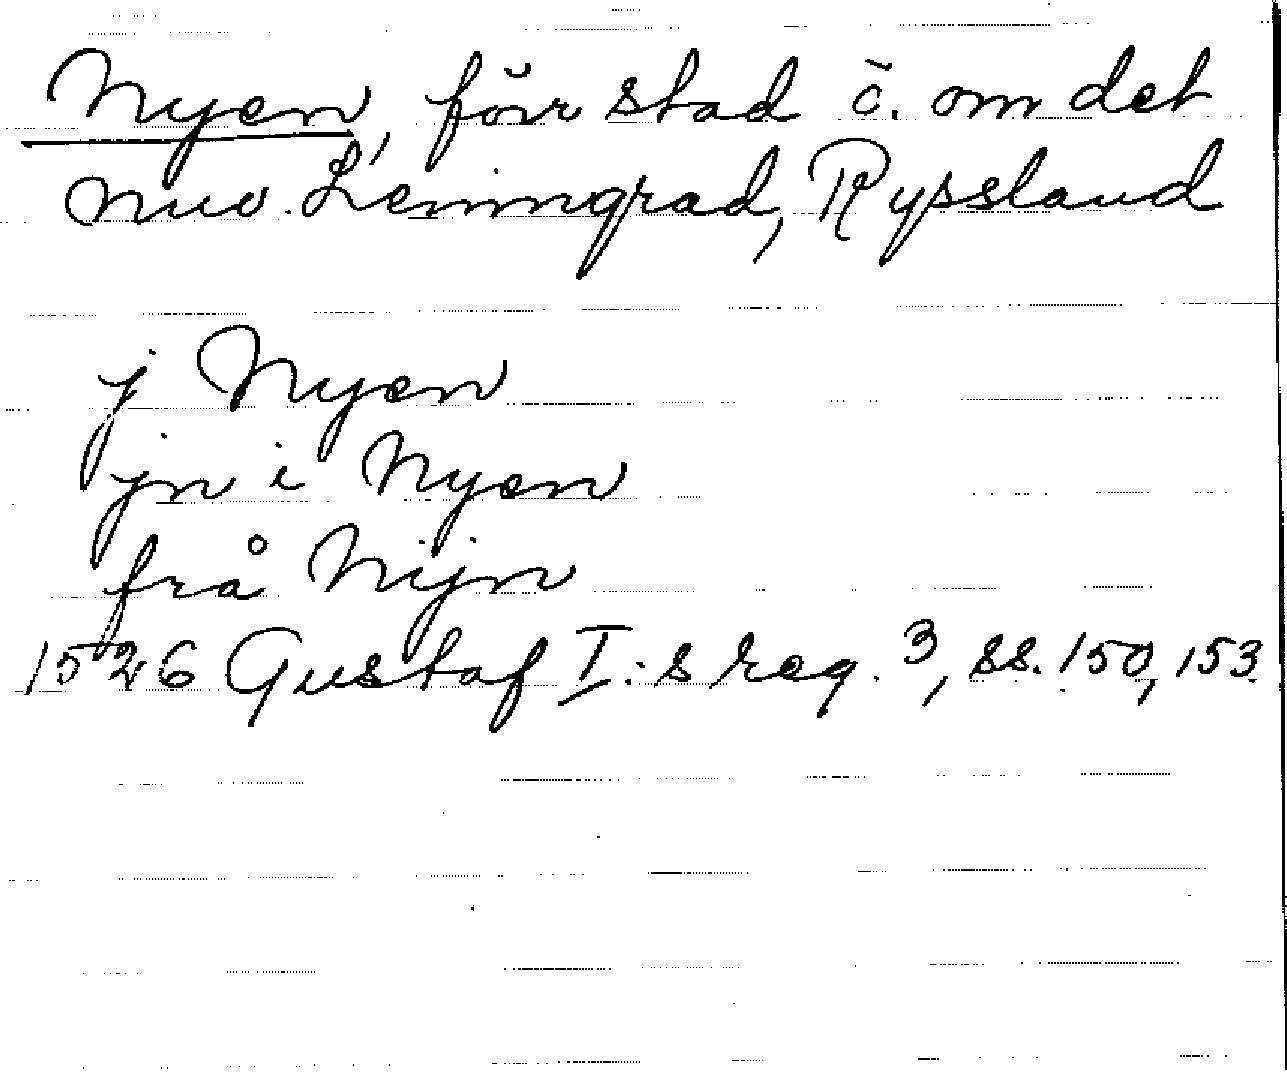 Nyen, förr stad ö. om det
nuv. Leningrad, Ryssland
j Nyen
jn i Nyen
frå Nijn
1526 Gustaf I:s reg. 3, ss. 150, 153